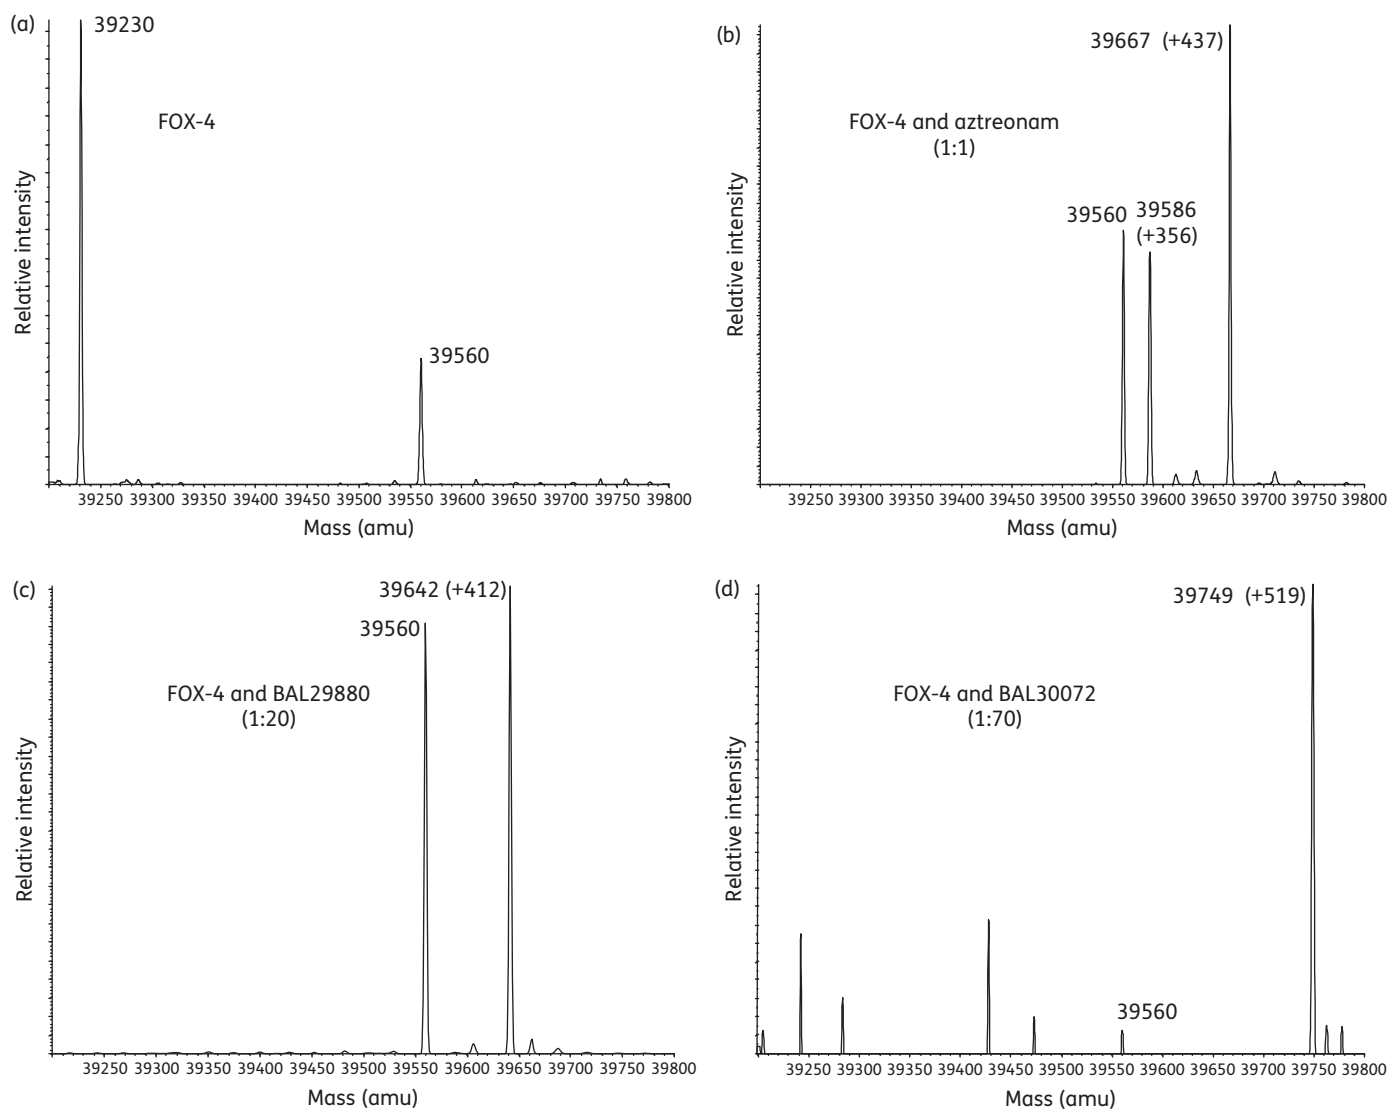 (a)
39230
FOX-4
39560
Relative intensity
39250 39300 39350 39400 39450 39500 39550 39600 39650 39700 39750 39800
Mass (amu)
(b)
39667 (+437)
FOX-4 and aztreonam
(1:1)
39560 39586
(+356)
Relative intensity
39250 39300 39350 39400 39450 39500 39550 39600 39650 39700 39750 39800
Mass (amu)
(c)
39642 (+412)
39560
FOX-4 and BAL29880
(1:20)
Relative intensity
39250 39300 39350 39400 39450 39500 39550 39600 39650 39700 39750 39800
Mass (amu)
(d)
39749 (+519)
FOX-4 and BAL30072
(1:70)
39560
Relative intensity
39250 39300 39350 39400 39450 39500 39550 39600 39650 39700 39750 39800
Mass (amu)